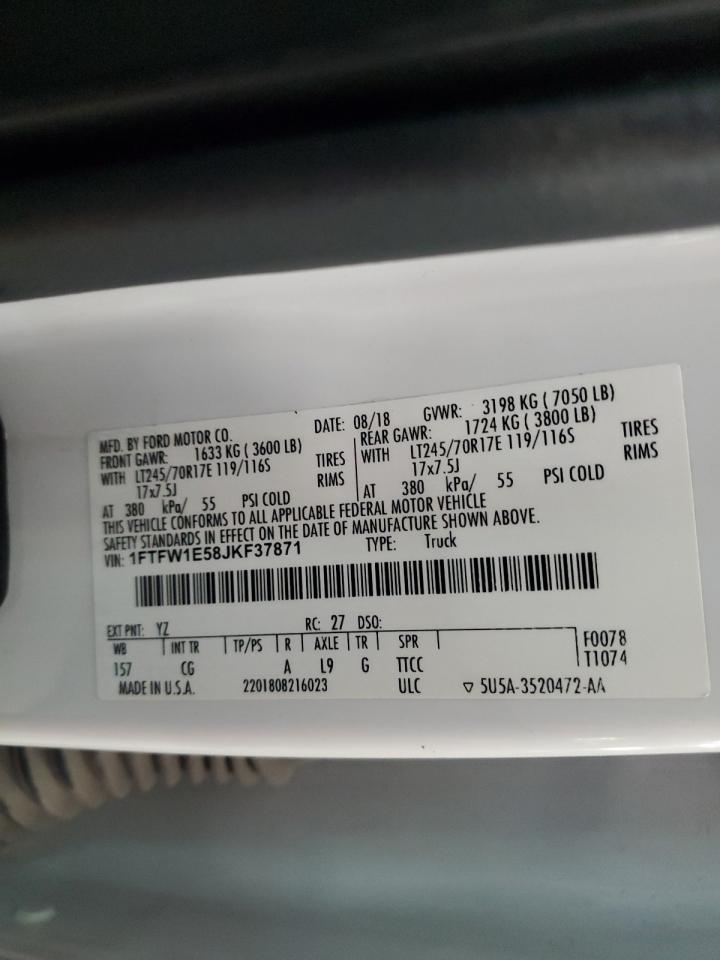 MFD. BY FORD MOTOR CO. DATE: 08/18 GVWR: 3198 KG ( 7050 LB)
FRONT GAWR: 1633 KG ( 3600 LB) REAR GAWR: 1724 KG ( 3800 LB)
WITH LT245/70R17E 119/116S TIRES WITH LT245/70R17E 119/116S TIRES
17x7.5J RIMS 17x7.5J RIMS
AT 380 kPa/ 55 PSI COLD AT 380 kPa/ 55 PSI COLD
THIS VEHICLE CONFORMS TO ALL APPLICABLE FEDERAL MOTOR VEHICLE
SAFETY STANDARDS IN EFFECT ON THE DATE OF MANUFACTURE SHOWN ABOVE.
VIN: 1FTFW1E58JKF37871 TYPE: Truck
EXT PNT: YZ RC: 27 DSO:
WB INT TR TP/PS R AXLE TR SPR F0078
157 CG A L9 G TTCC T1074
MADE IN U.S.A. 2201808216023 ULC ▽ 5U5A-3520472-AA